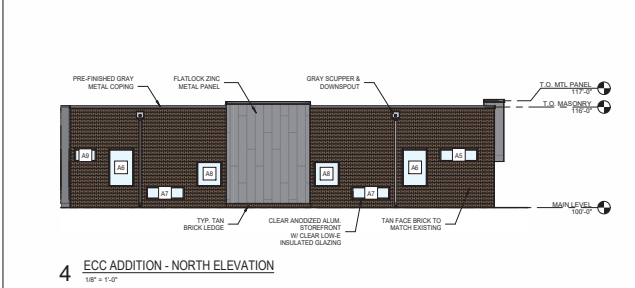 PRE-FINISHED GRAY
METAL COPING
FLATLOCK ZINC
METAL PANEL
GRAY SCUPPER &
DOWNSPOUT
T.O. MTL PANEL
117'-0"
T.O. MASONRY
116'-0"
A9
A6
A7
A8
A8
A7
A6
A5
MAIN LEVEL
100'-0"
TYP. TAN
BRICK LEDGE
CLEAR ANODIZED ALUM.
STOREFRONT
W/ CLEAR LOW-E
INSULATED GLAZING
TAN FACE BRICK TO
MATCH EXISTING
4 ECC ADDITION - NORTH ELEVATION
1/8" = 1'-0"